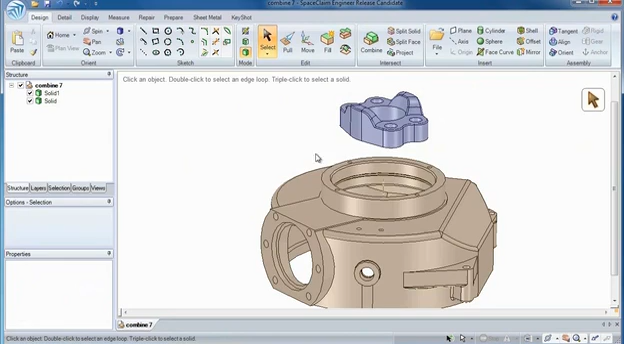 combine 7 - SpaceClaim Engineer Release Candidate
Design Detail Display Measure Repair Prepare Sheet Metal KeyShot
Paste
Home
Plan View
Spin
Pan
Zoom
Select
Pull
Move
Fill
Combine
Split
Split Face
Project
File
Plane
Axis
Origin
Cylinder
Sphere
Face Curve
Shell
Offset
Mirror
Tangent
Align
Orient
Rigid
Gear
Anchor
Clipboard Orient Sketch Mode Edit Intersect Insert Assembly
Structure
combine 7
Solid1
Solid
Structure Layers Selection Groups Views
Options - Selection
Properties
Click an object. Double-click to select an edge loop. Triple-click to select a solid.
combine 7
Click an object. Double-click to select an edge loop. Triple-click to select a solid.